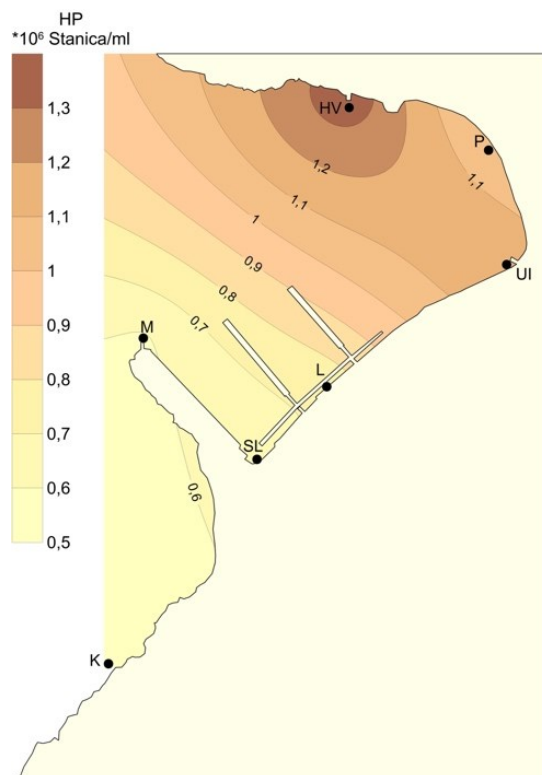 HP
*10⁶ Stanica/ml
1,3
1,2
1,1
1
0,9
0,8
0,7
0,6
0,5
HV
P
1,2
1,1
1,1
1
UI
0,9
0,8
0,7
M
L
SL
0,6
K